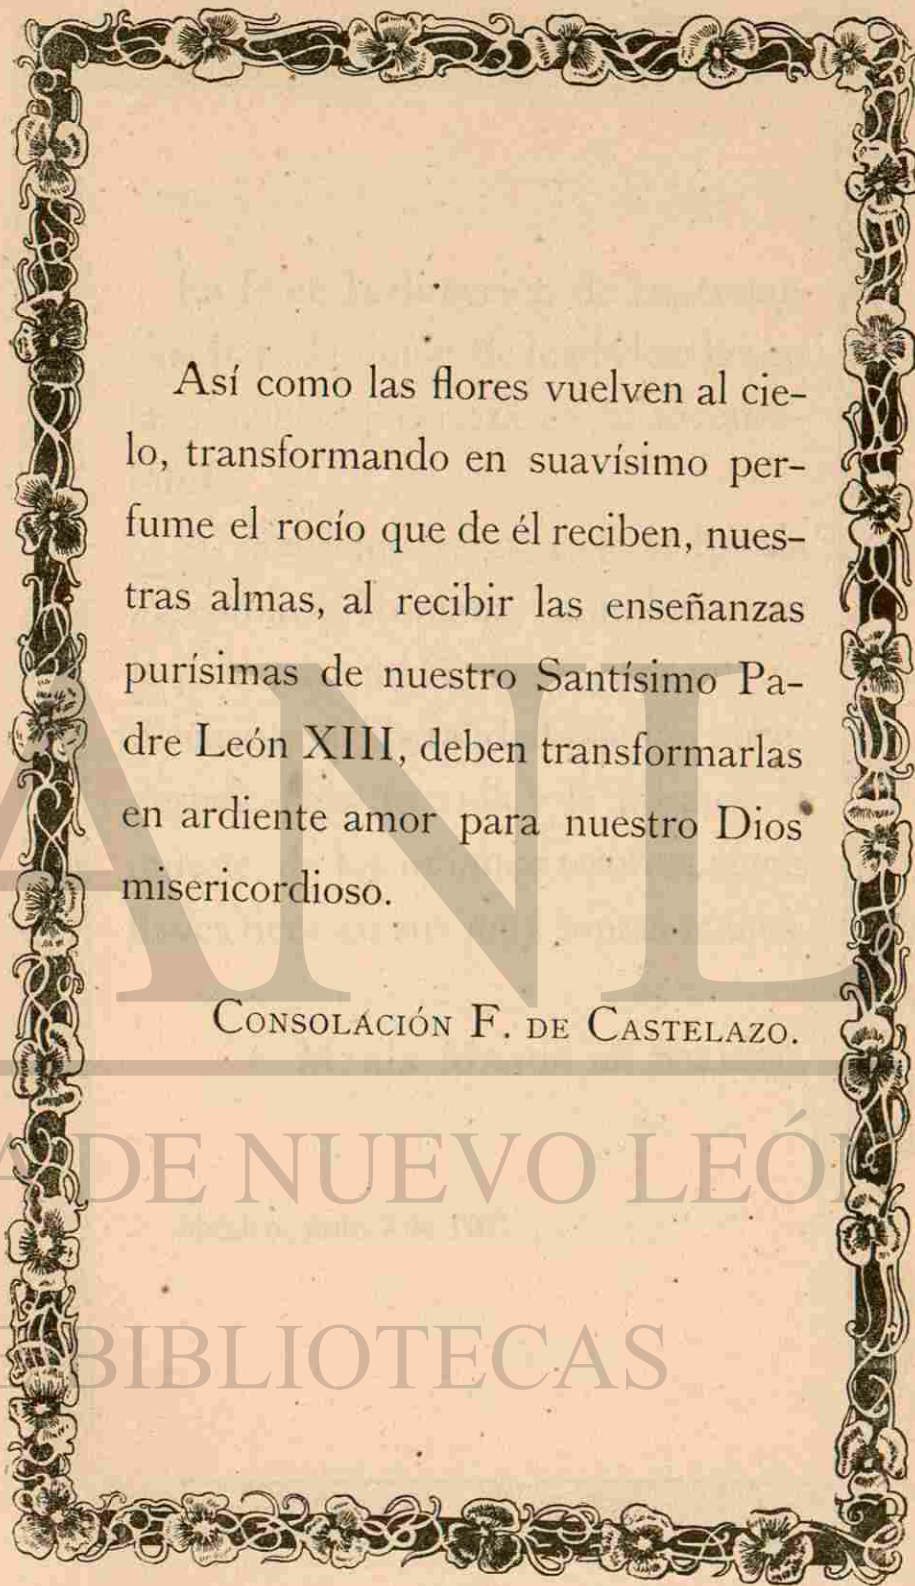 Así como las flores vuelven al cie-
lo, transformando en suavísimo per-
fume el rocío que de él reciben, nues-
tras almas, al recibir las enseñanzas
purísimas de nuestro Santísimo Pa-
dre León XIII, deben transformarlas
en ardiente amor para nuestro Dios
misericordioso.
CONSOLACIÓN F. DE CASTELAZO.
ANL
DE NUEVO LEÓN
BIBLIOTECAS